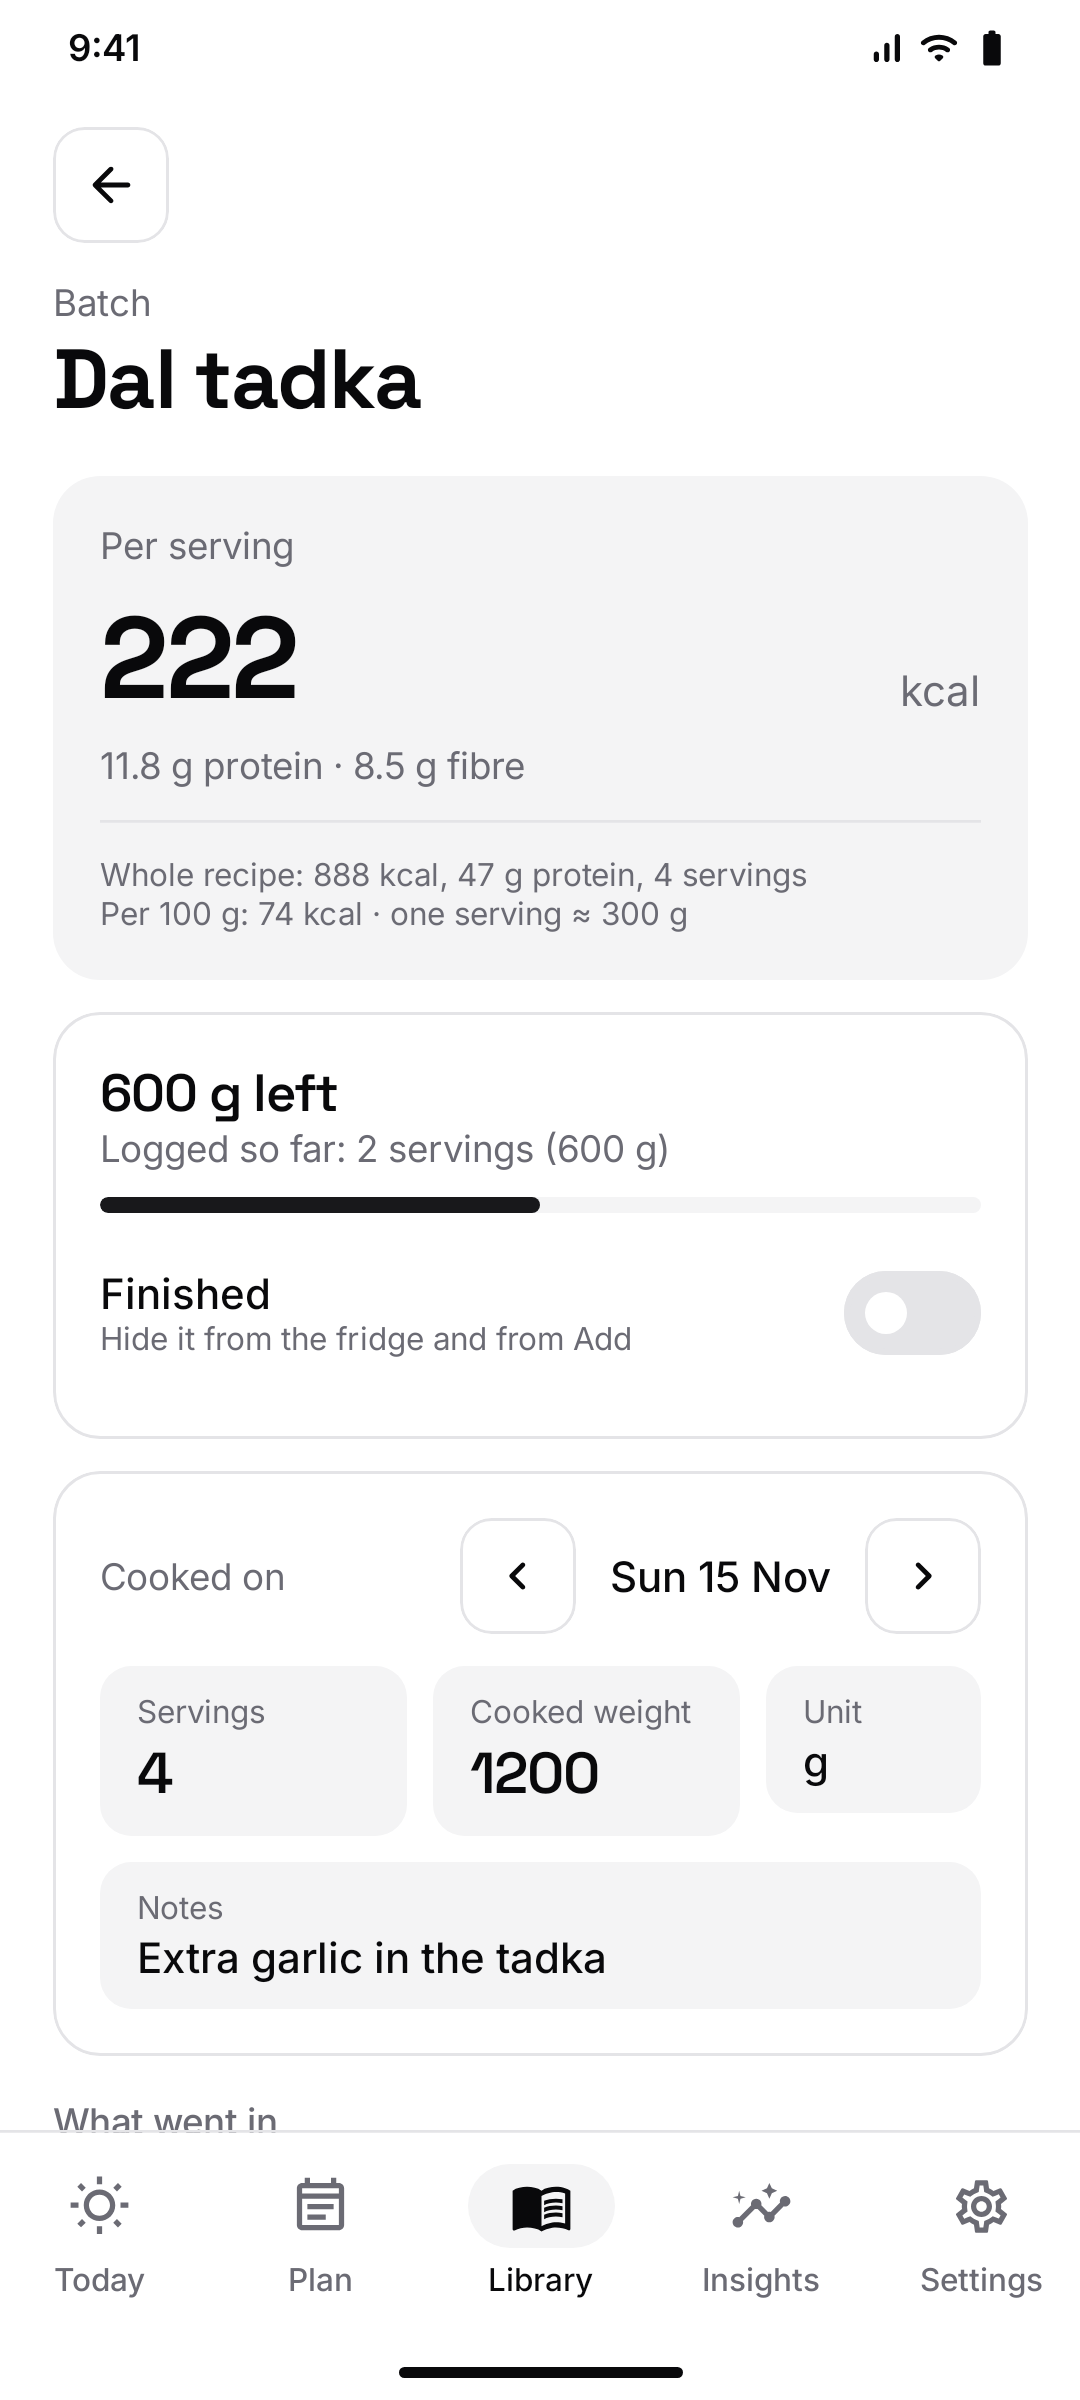 9:41
Batch
Dal tadka
Per serving
222
kcal
11.8 g protein · 8.5 g fibre
Whole recipe: 888 kcal, 47 g protein, 4 servings
Per 100 g: 74 kcal · one serving ≈ 300 g
600 g left
Logged so far: 2 servings (600 g)
Finished
Hide it from the fridge and from Add
Cooked on
Sun 15 Nov
Servings
4
Cooked weight
1200
Unit
g
Notes
Extra garlic in the tadka
What went in
Today
Plan
Library
Insights
Settings